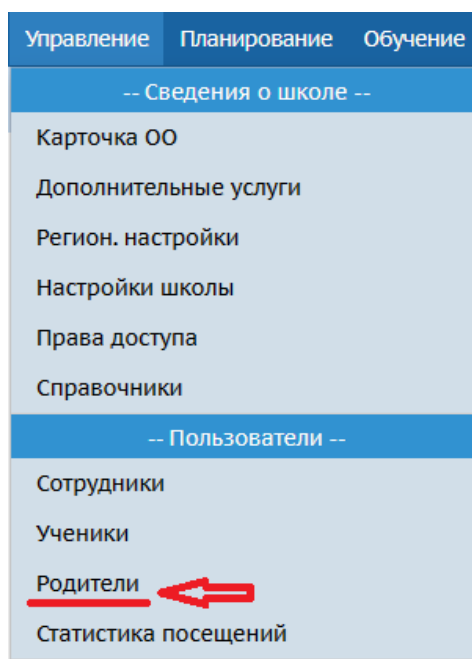 Управление Планирование Обучение
-- Сведения о школе --
Карточка ОО
Дополнительные услуги
Регион. настройки
Настройки школы
Права доступа
Справочники
-- Пользователи --
Сотрудники
Ученики
Родители
Статистика посещений